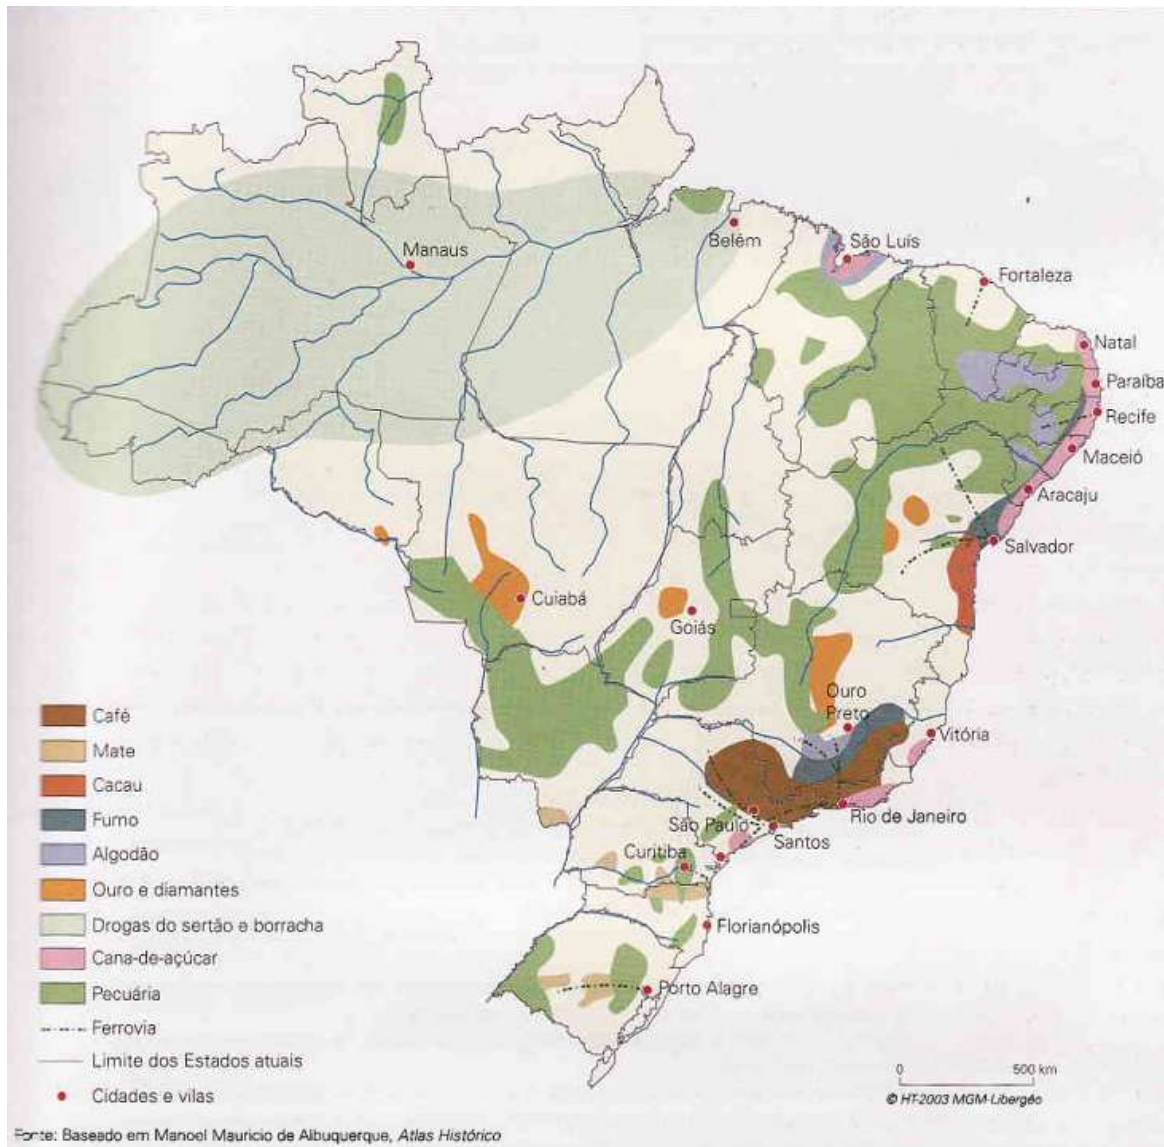 Manaus
Belém
São Luís
Fortaleza
Natal
Paraíba
Recife
Maceió
Aracaju
Salvador
Cuiabá
Goiás
Ouro
Preto
Vitória
Rio de Janeiro
São Paulo
Santos
Curitiba
Florianópolis
Porto Alagre
Café
Mate
Cacau
Fumo
Algodão
Ouro e diamantes
Drogas do sertão e borracha
Cana-de-açúcar
Pecuária
Ferrovia
Limite dos Estados atuais
Cidades e vilas
0 500 km
© HT-2003 MGM-Libergéo
Fonte: Baseado em Manoel Mauricio de Albuquerque, Atlas Histórico